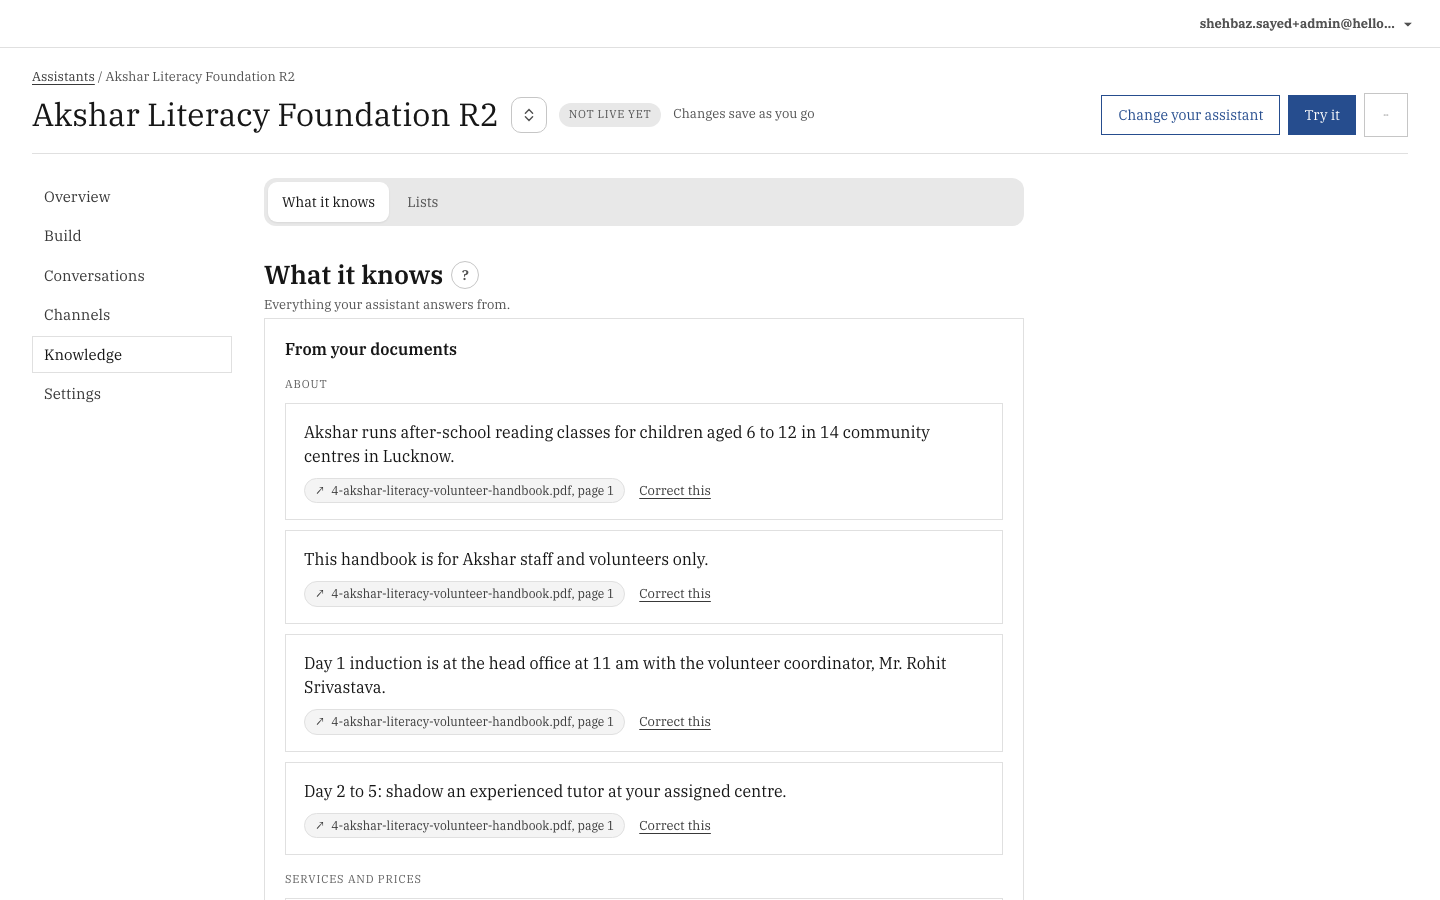 shehbaz.sayed+admin@hello...
Assistants / Akshar Literacy Foundation R2
Akshar Literacy Foundation R2
NOT LIVE YET
Changes save as you go
Change your assistant
Try it
Overview
Build
Conversations
Channels
Knowledge
Settings
What it knows
Lists
What it knows ?
Everything your assistant answers from.
From your documents
ABOUT
Akshar runs after-school reading classes for children aged 6 to 12 in 14 community
centres in Lucknow.
↗ 4-akshar-literacy-volunteer-handbook.pdf, page 1 Correct this
This handbook is for Akshar staff and volunteers only.
↗ 4-akshar-literacy-volunteer-handbook.pdf, page 1 Correct this
Day 1 induction is at the head office at 11 am with the volunteer coordinator, Mr. Rohit
Srivastava.
↗ 4-akshar-literacy-volunteer-handbook.pdf, page 1 Correct this
Day 2 to 5: shadow an experienced tutor at your assigned centre.
↗ 4-akshar-literacy-volunteer-handbook.pdf, page 1 Correct this
SERVICES AND PRICES